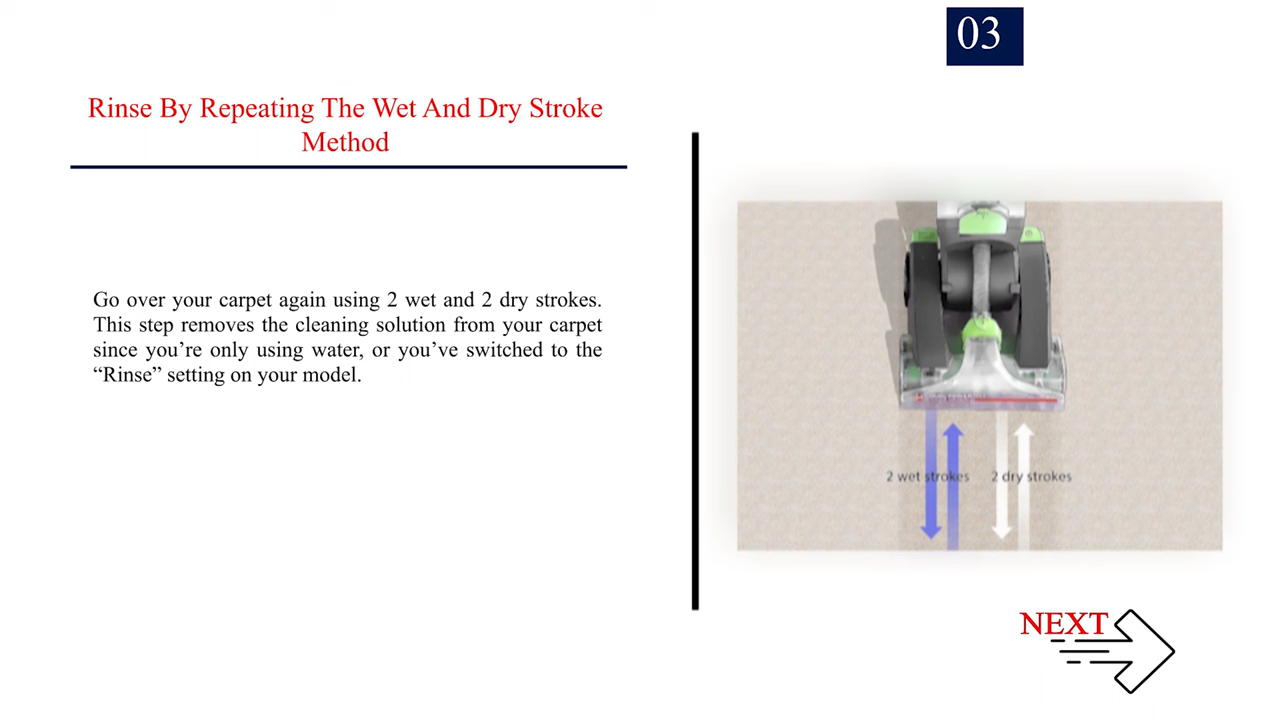 03
Rinse By Repeating The Wet And Dry Stroke
Method
Go over your carpet again using 2 wet and 2 dry strokes.
This step removes the cleaning solution from your carpet
since you’re only using water, or you’ve switched to the
“Rinse” setting on your model.
2 wet strokes 2 dry strokes
NEXT